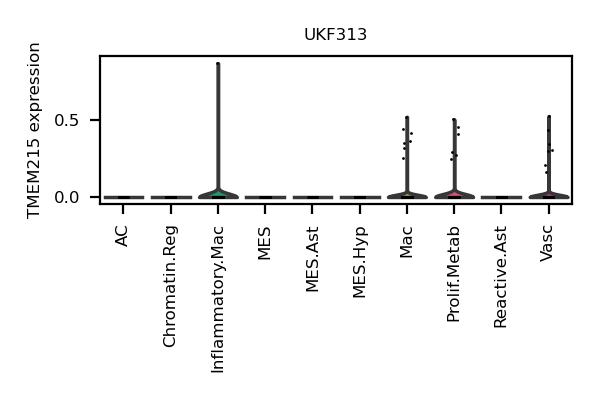 UKF313
TMEM215 expression
0.5
0.0
AC
Chromatin.Reg
Inflammatory.Mac
MES
MES.Ast
MES.Hyp
Mac
Prolif.Metab
Reactive.Ast
Vasc